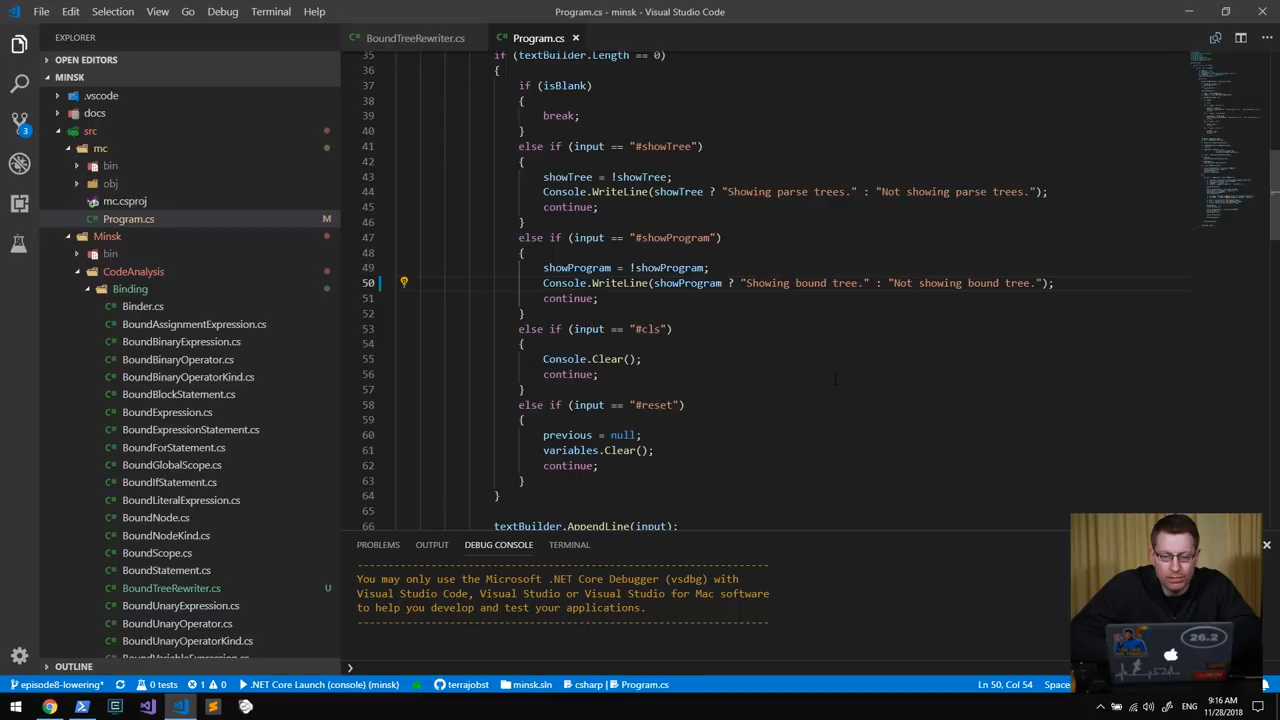 File Edit Selection View Go Debug Terminal Help
Program.cs - minsk - Visual Studio Code
EXPLORER
OPEN EDITORS
MINSK
.vscode
docs
src
mc
bin
obj
mc.csproj
Program.cs M
Minsk
bin
CodeAnalysis
Binding
Binder.cs
BoundAssignmentExpression.cs
BoundBinaryExpression.cs
BoundBinaryOperator.cs
BoundBinaryOperatorKind.cs
BoundBlockStatement.cs
BoundExpression.cs
BoundExpressionStatement.cs
BoundForStatement.cs
BoundGlobalScope.cs
BoundIfStatement.cs
BoundLiteralExpression.cs
BoundNode.cs
BoundNodeKind.cs
BoundScope.cs
BoundStatement.cs
BoundTreeRewriter.cs U
BoundUnaryExpression.cs
BoundUnaryOperator.cs
BoundUnaryOperatorKind.cs
BoundVariableExpression.cs
OUTLINE
3
BoundTreeRewriter.cs
Program.cs
35 if (textBuilder.Length == 0)
36 {
37 if (isBlank)
38 {
39 break;
40 }
41 else if (input == "#showTree")
42 {
43 showTree = !showTree;
44 Console.WriteLine(showTree ? "Showing parse trees." : "Not showing parse trees.");
45 continue;
46 }
47 else if (input == "#showProgram")
48 {
49 showProgram = !showProgram;
50 Console.WriteLine(showProgram ? "Showing bound tree." : "Not showing bound tree.");
51 continue;
52 }
53 else if (input == "#cls")
54 {
55 Console.Clear();
56 continue;
57 }
58 else if (input == "#reset")
59 {
60 previous = null;
61 variables.Clear();
62 continue;
63 }
64 }
65
66 textBuilder.AppendLine(input);
PROBLEMS OUTPUT DEBUG CONSOLE TERMINAL
You may only use the Microsoft .NET Core Debugger (vsdbg) with
Visual Studio Code, Visual Studio or Visual Studio for Mac software
to help you develop and test your applications.
26.2
episode8-lowering* 0 tests 1 0 .NET Core Launch (console) (minsk) terrajobst minsk.sln csharp Program.cs Ln 50, Col 54
9:16 AM
11/28/2018